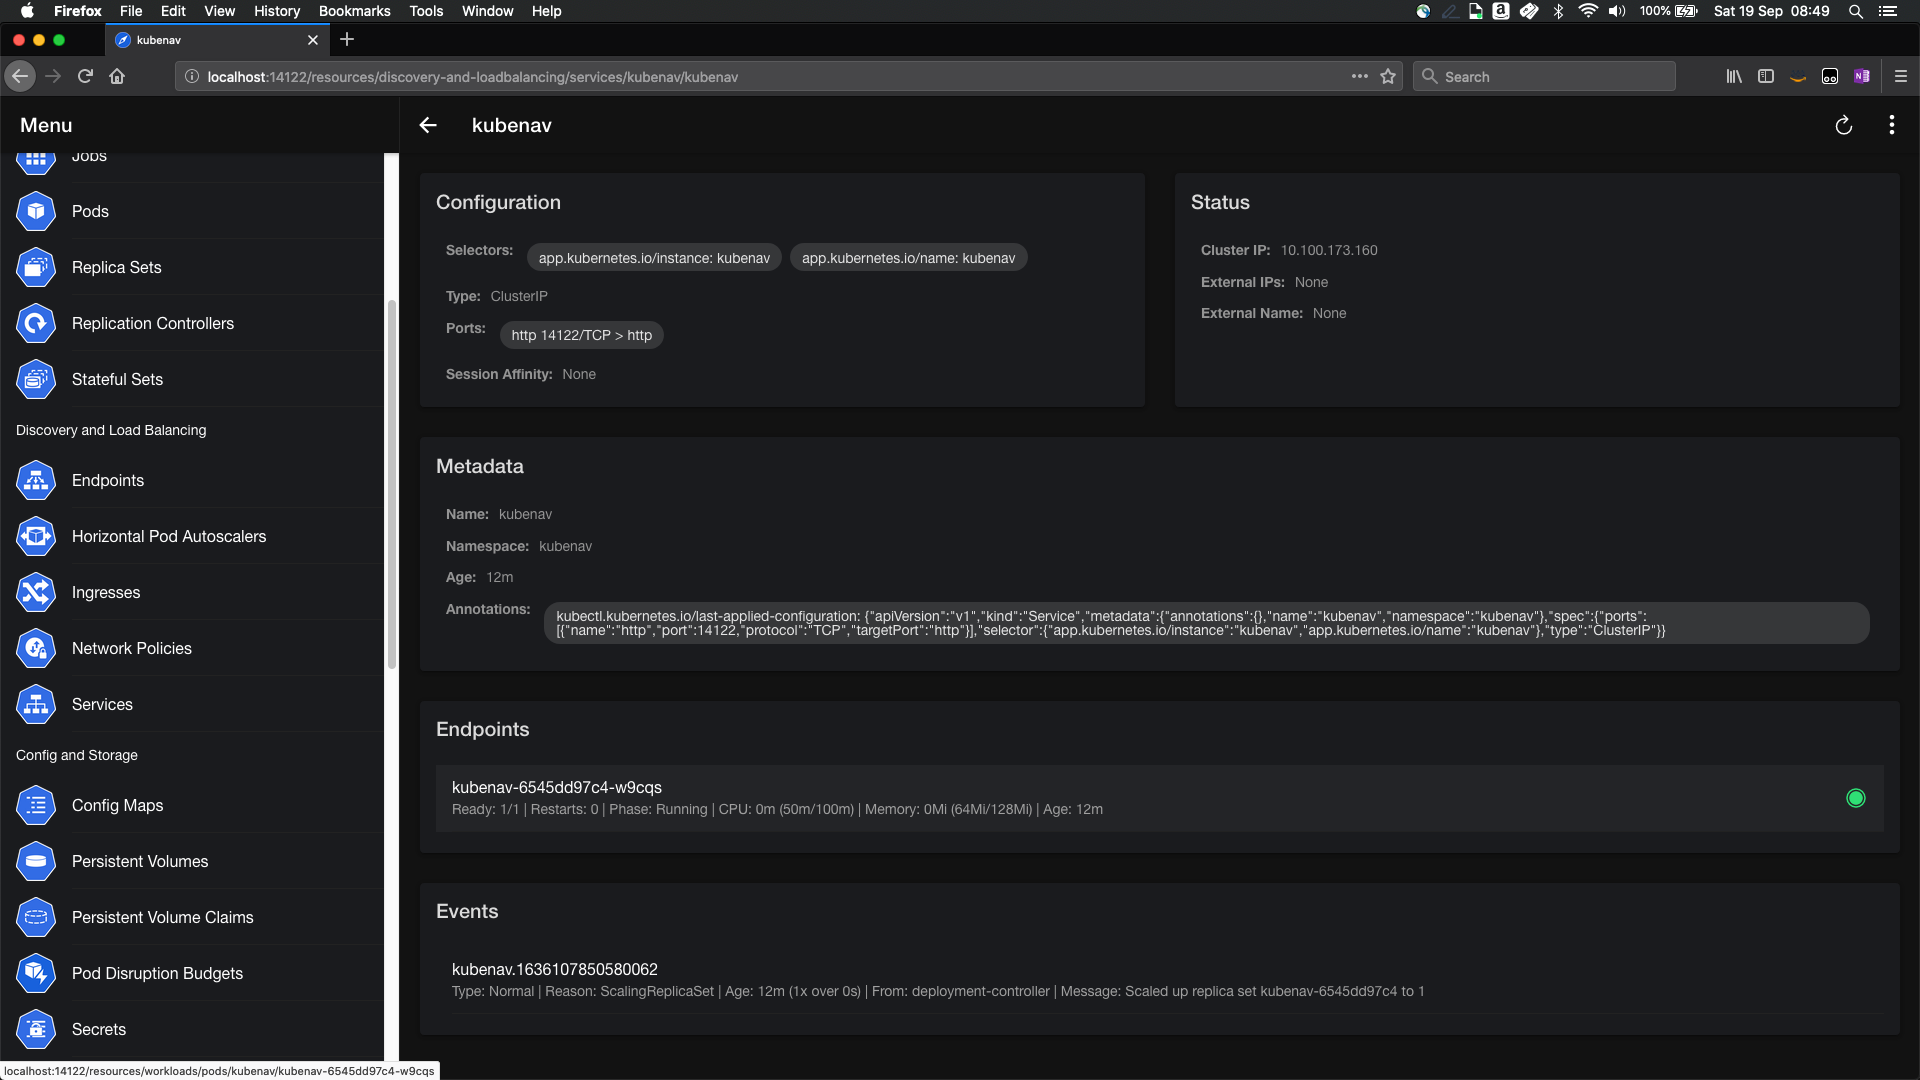 Firefox File Edit View History Bookmarks Tools Window Help
100% Sat 19 Sep 08:49
kubenav
localhost:14122/resources/discovery-and-loadbalancing/services/kubenav/kubenav
Search
Menu
Jobs
Pods
Replica Sets
Replication Controllers
Stateful Sets
Discovery and Load Balancing
Endpoints
Horizontal Pod Autoscalers
Ingresses
Network Policies
Services
Config and Storage
Config Maps
Persistent Volumes
Persistent Volume Claims
Pod Disruption Budgets
Secrets
localhost:14122/resources/workloads/pods/kubenav/kubenav-6545dd97c4-w9cqs
kubenav
Configuration
Selectors: app.kubernetes.io/instance: kubenav app.kubernetes.io/name: kubenav
Type: ClusterIP
Ports: http 14122/TCP > http
Session Affinity: None
Status
Cluster IP: 10.100.173.160
External IPs: None
External Name: None
Metadata
Name: kubenav
Namespace: kubenav
Age: 12m
Annotations: kubectl.kubernetes.io/last-applied-configuration: {"apiVersion":"v1","kind":"Service","metadata":{"annotations":{},"name":"kubenav","namespace":"kubenav"},"spec":{"ports":
[{"name":"http","port":14122,"protocol":"TCP","targetPort":"http"}],"selector":{"app.kubernetes.io/instance":"kubenav","app.kubernetes.io/name":"kubenav"},"type":"ClusterIP"}}
Endpoints
kubenav-6545dd97c4-w9cqs
Ready: 1/1 | Restarts: 0 | Phase: Running | CPU: 0m (50m/100m) | Memory: 0Mi (64Mi/128Mi) | Age: 12m
Events
kubenav.1636107850580062
Type: Normal | Reason: ScalingReplicaSet | Age: 12m (1x over 0s) | From: deployment-controller | Message: Scaled up replica set kubenav-6545dd97c4 to 1